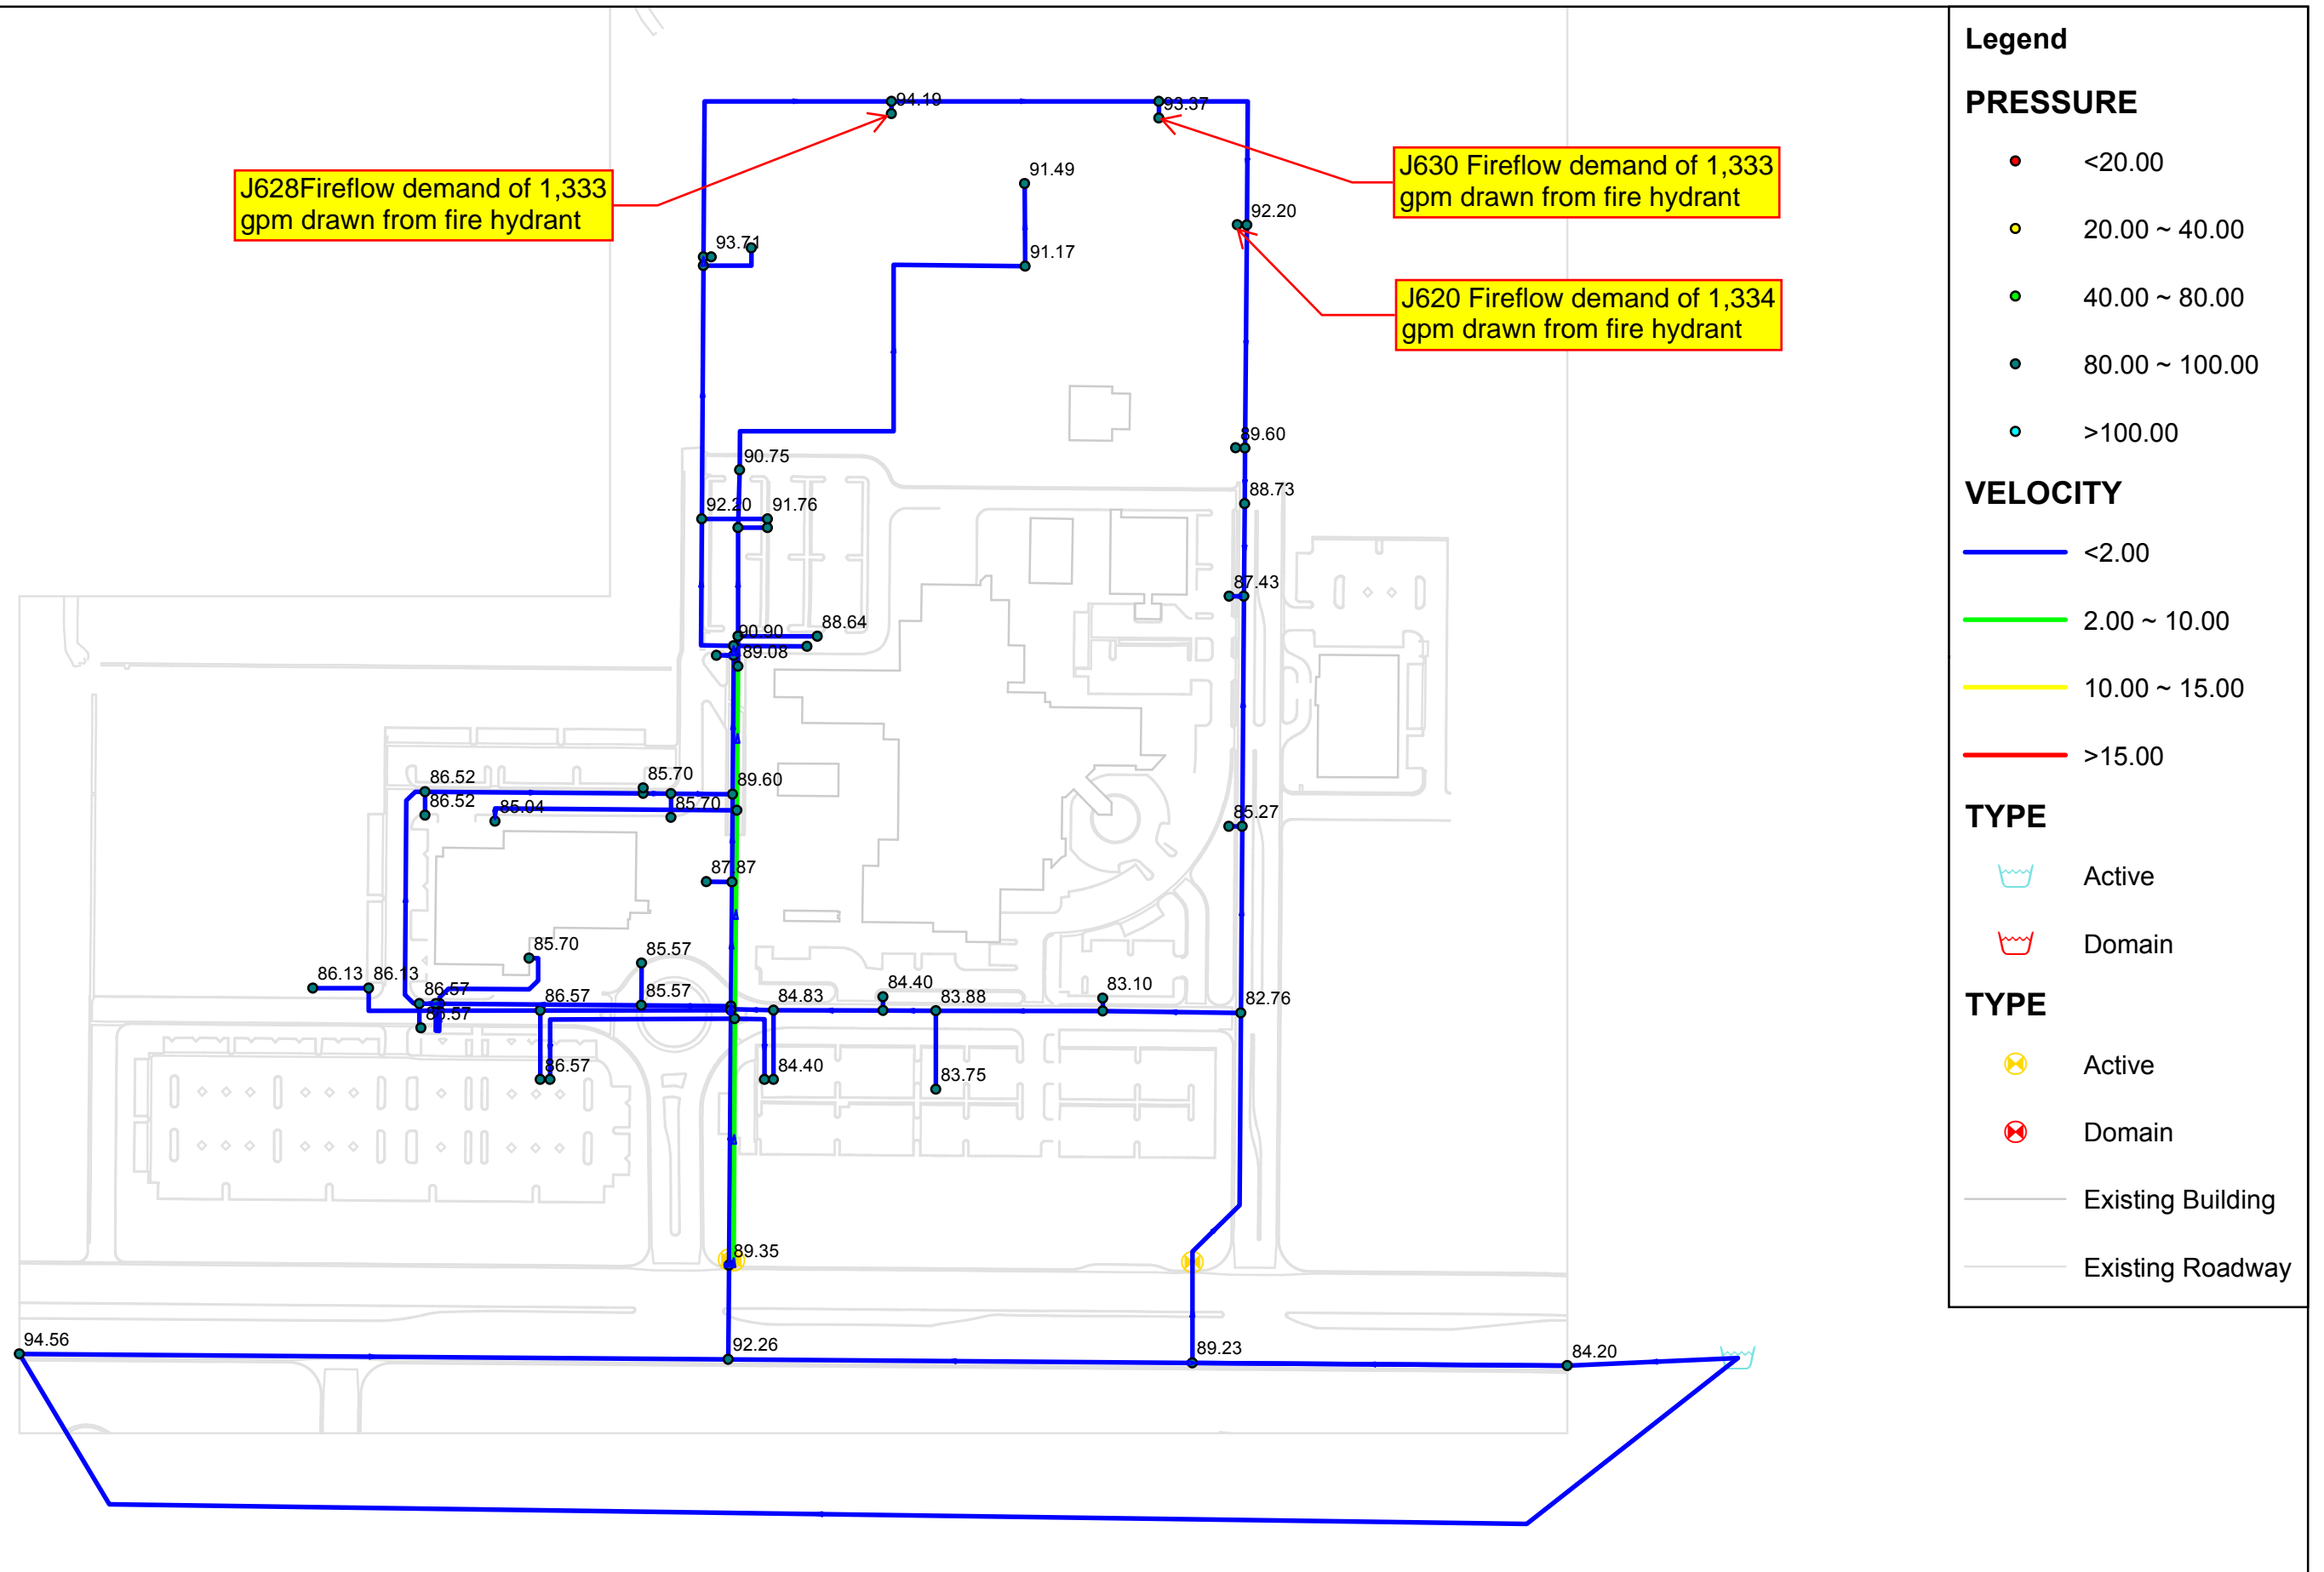 Legend
PRESSURE
<20.00
20.00 ~ 40.00
40.00 ~ 80.00
80.00 ~ 100.00
>100.00
VELOCITY
<2.00
2.00 ~ 10.00
10.00 ~ 15.00
>15.00
TYPE
Active
Domain
TYPE
Active
Domain
Existing Building
Existing Roadway
94.19
93.37
J628Fireflow demand of 1,333
gpm drawn from fire hydrant
J630 Fireflow demand of 1,333
gpm drawn from fire hydrant
91.49
92.20
93.71
91.17
J620 Fireflow demand of 1,334
gpm drawn from fire hydrant
89.60
90.75
88.73
92.20
91.76
87.43
88.64
90.90
89.08
86.52
85.70
89.60
86.52
85.04
85.70
85.27
87.87
85.70
85.57
86.13
86.13
84.40
86.57
86.57
85.57
84.83
83.88
83.10
82.76
86.57
86.57
84.40
83.75
89.35
94.56
92.26
89.23
84.20